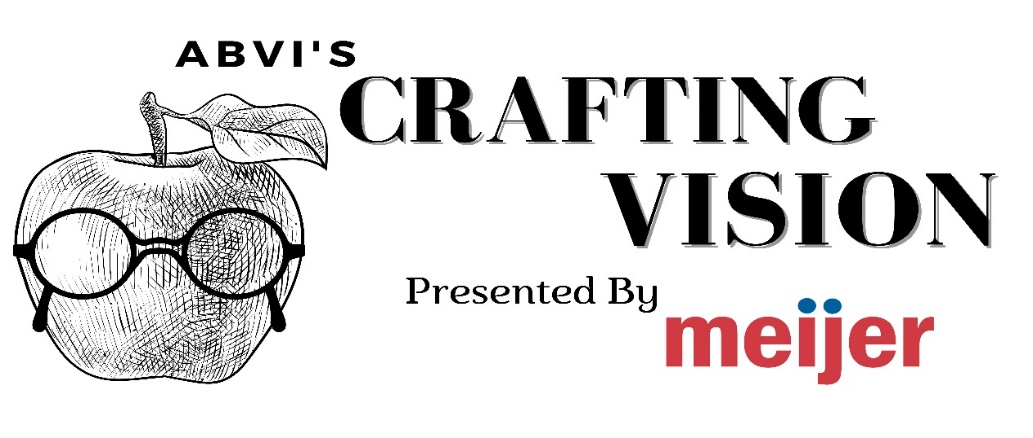 ABVI'S
CRAFTING
VISION
Presented By
meijer